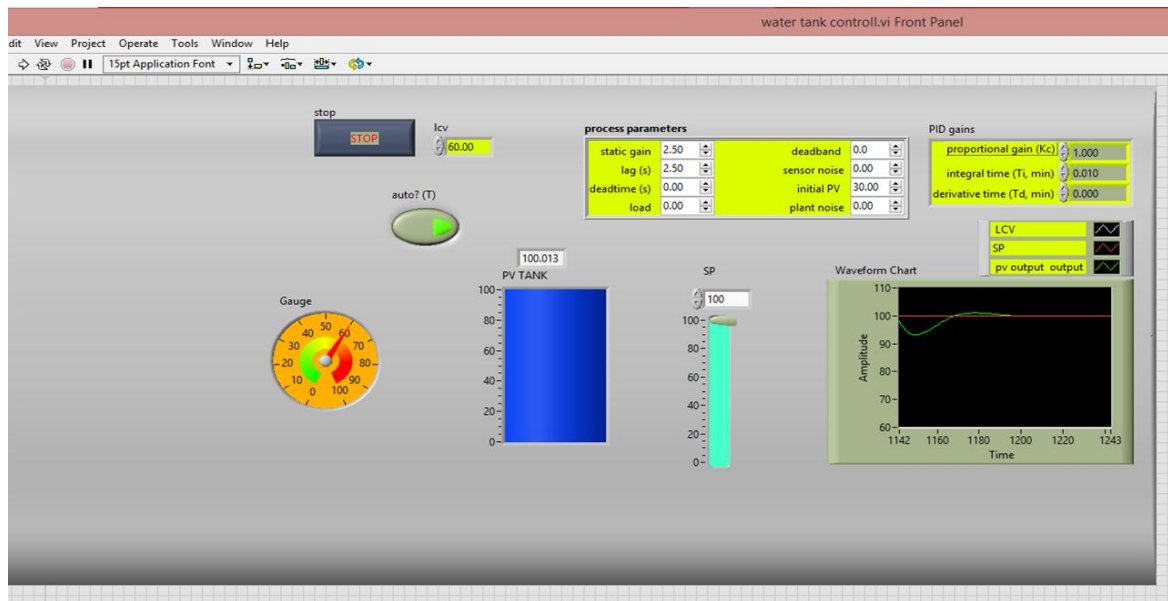 water tank controll.vi Front Panel
dit View Project Operate Tools Window Help
15pt Application Font
stop
STOP
lcv
60.00
auto? (T)
process parameters
static gain 2.50 deadband 0.0
lag (s) 2.50 sensor noise 0.00
deadtime (s) 0.00 initial PV 30.00
load 0.00 plant noise 0.00
PID gains
proportional gain (Kc) 1.000
integral time (Ti, min) 0.010
derivative time (Td, min) 0.000
LCV
SP
pv output output
100.013
PV TANK
100
80
60
40
20
0
SP
100
100
80
60
40
20
0
Gauge
0 10 20 30 40 50 60 70 80 90 100
Waveform Chart
Amplitude
110
100
90
80
70
60
1142 1160 1180 1200 1220 1243
Time